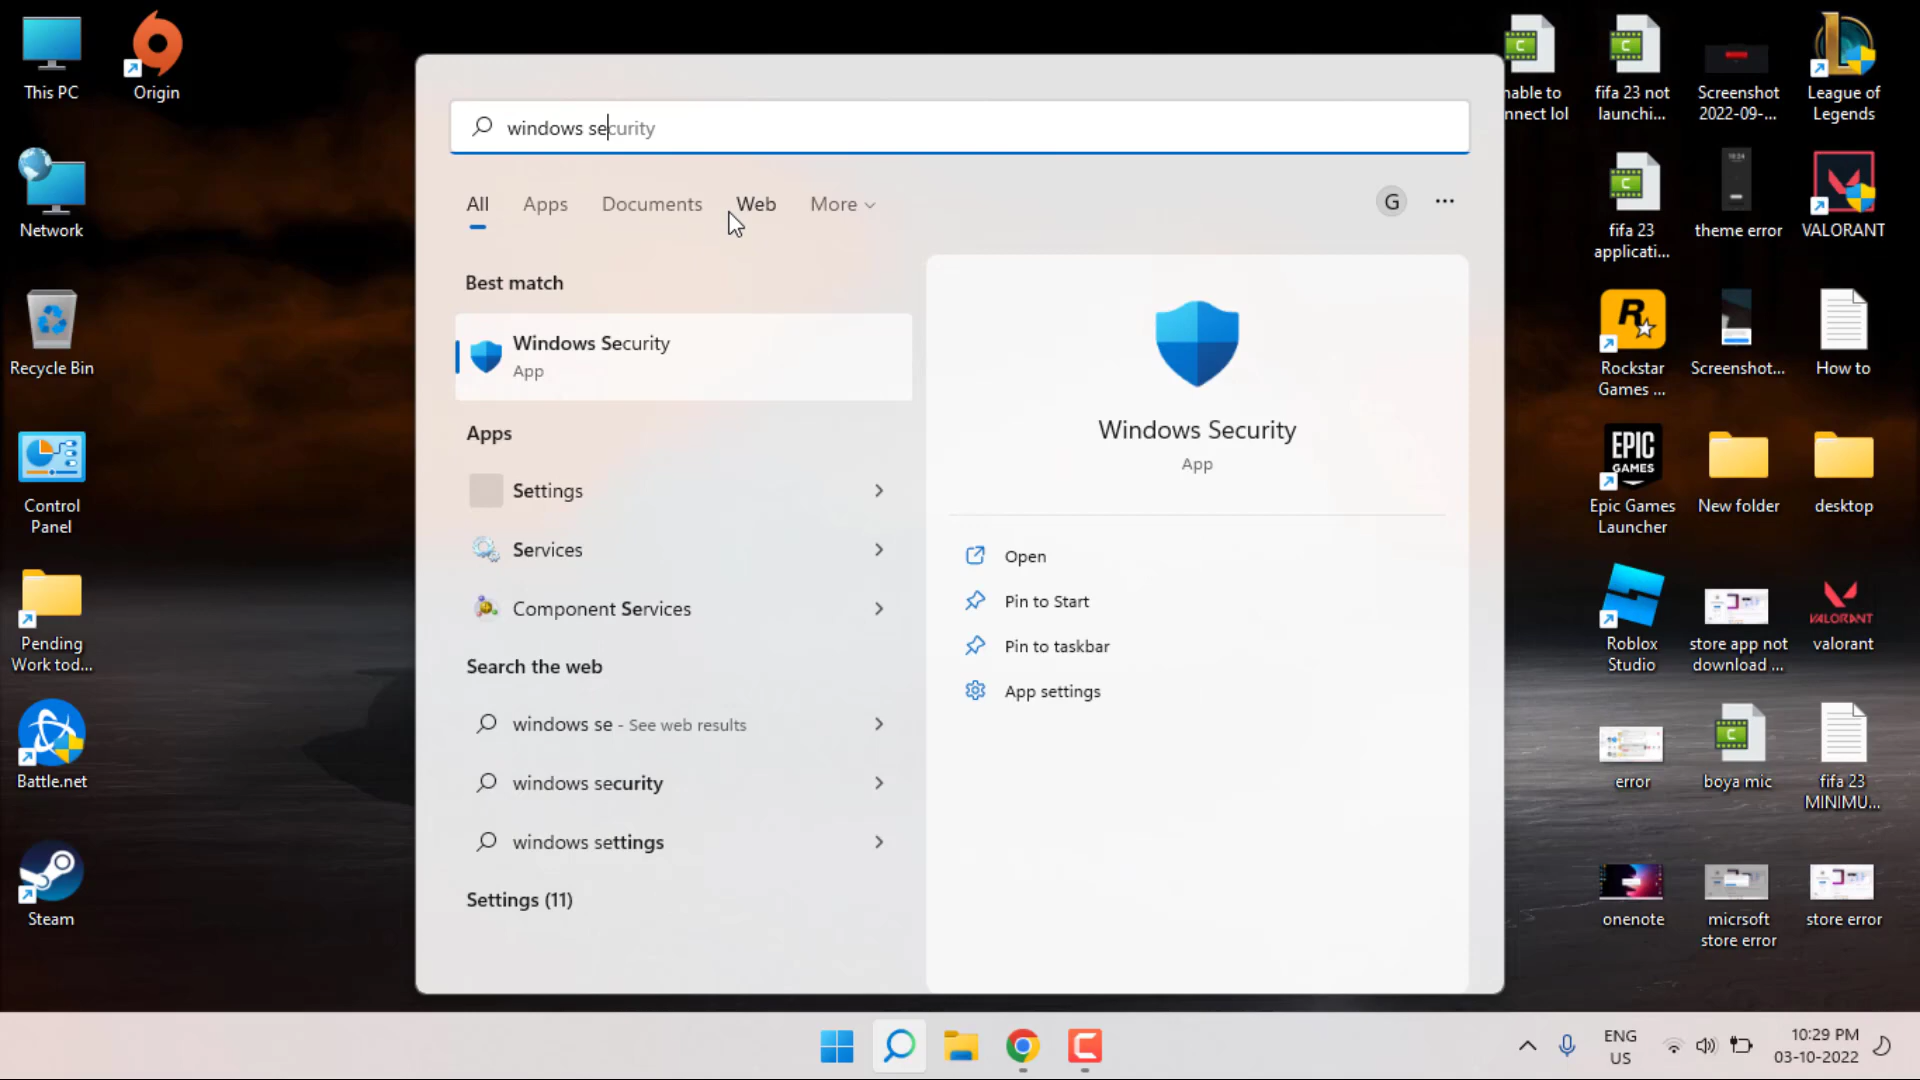 This PC
Origin
Network
Recycle Bin
Control
Panel
Pending
Work tod...
Battle.net
Steam
windows security
All
Apps
Documents
Web
More
G
Best match
Windows Security
App
Apps
Settings
Services
Component Services
Search the web
windows se - See web results
windows security
windows settings
Settings (11)
Windows Security
App
Open
Pin to Start
Pin to taskbar
App settings
nable to
nnect lol
fifa 23 not
launchi...
Screenshot
2022-09-...
League of
Legends
fifa 23
applicati...
theme error
VALORANT
Rockstar
Games ...
Screenshot...
How to
EPIC
GAMES
Epic Games
Launcher
New folder
desktop
Roblox
Studio
store app not
download ...
VALORANT
valorant
error
boya mic
fifa 23
MINIMU...
onenote
micrsoft
store error
store error
ENG
US
10:29 PM
03-10-2022